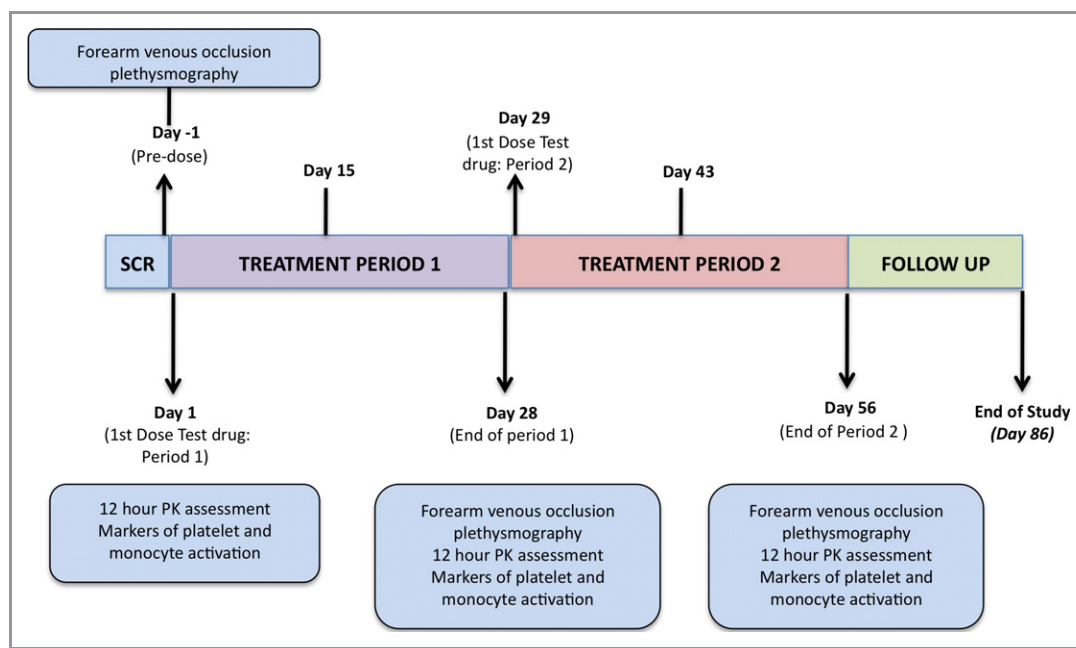 Forearm venous occlusion
plethysmography
Day -1
(Pre-dose)
Day 15
Day 29
(1st Dose Test
drug: Period 2)
Day 43
SCR
TREATMENT PERIOD 1
TREATMENT PERIOD 2
FOLLOW UP
Day 1
(1st Dose Test drug:
Period 1)
Day 28
(End of period 1)
Day 56
(End of Period 2 )
End of Study
(Day 86)
12 hour PK assessment
Markers of platelet and
monocyte activation
Forearm venous occlusion
plethysmography
12 hour PK assessment
Markers of platelet and
monocyte activation
Forearm venous occlusion
plethysmography
12 hour PK assessment
Markers of platelet and
monocyte activation